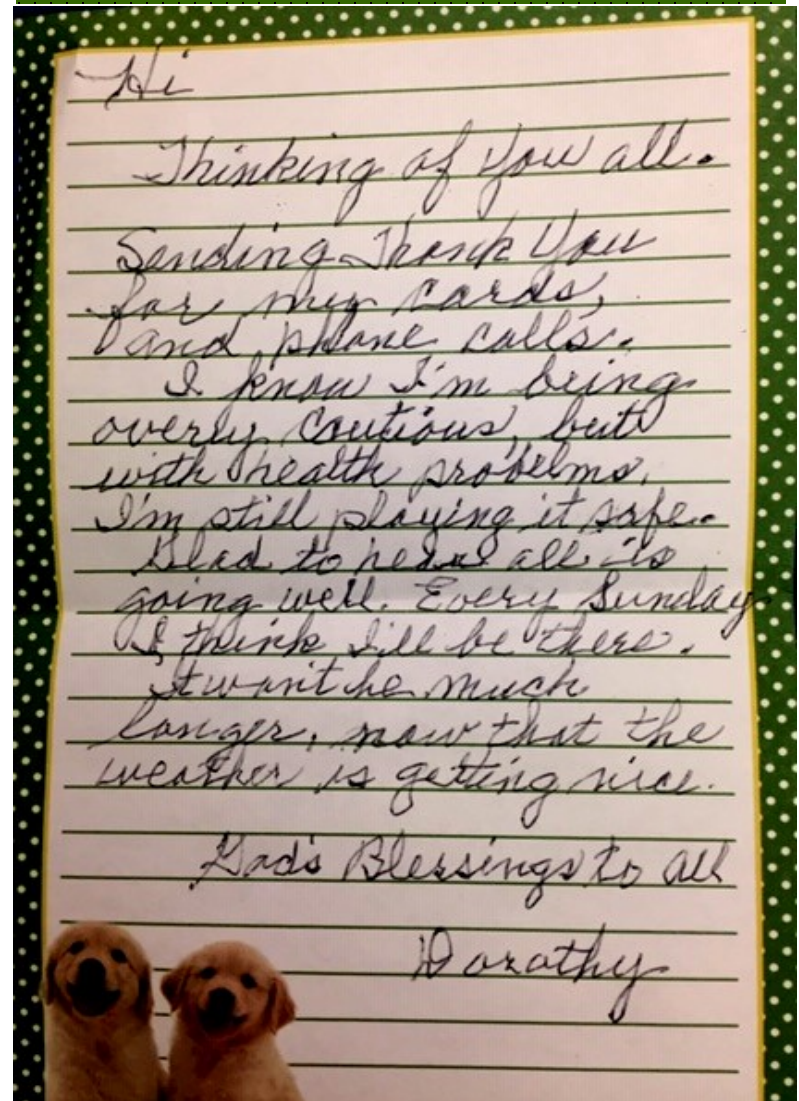 Hi
Thinking of You all.
Sending Thank You
for my cards,
and phone calls.
I know I'm being
overly cautious, but
with health probelms,
I'm still playing it safe.
Glad to hear all is
going well. Every Sunday
I think I'll be there.
It won't be much
longer, now that the
weather is getting nice.
God's Blessings to all
Dorothy